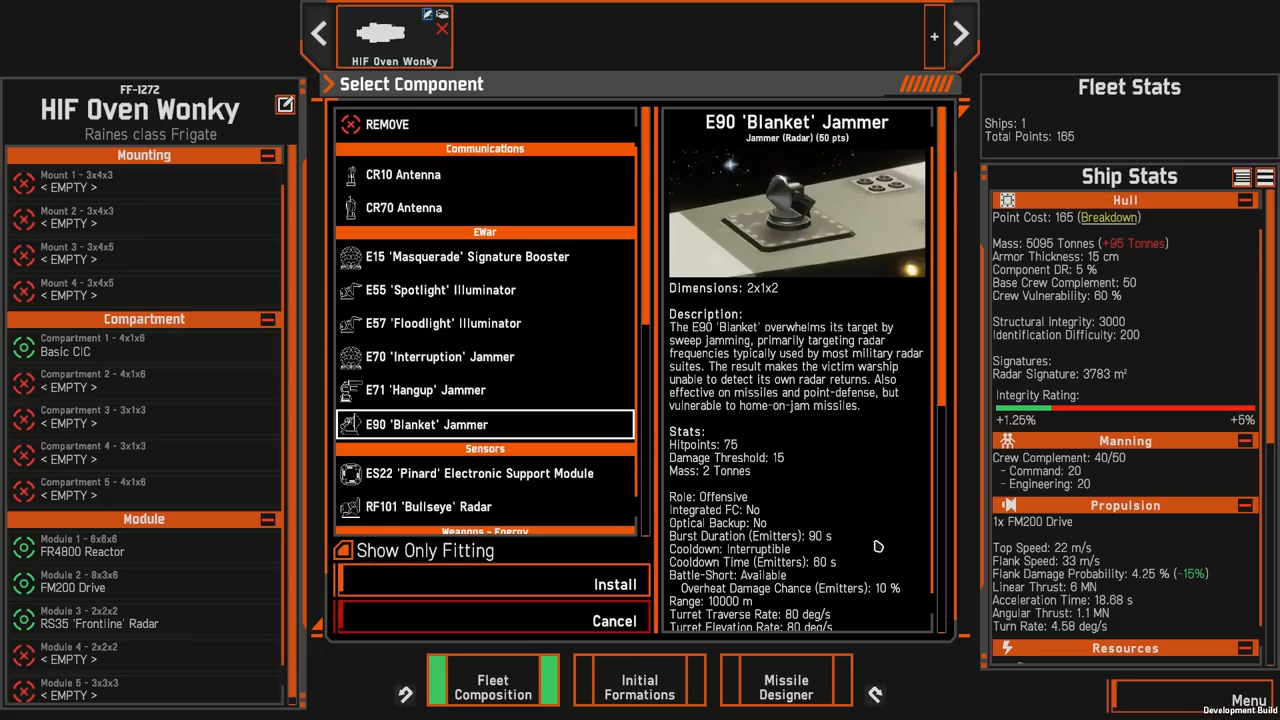 HIF Oven Wonky
+
FF-1272
HIF Oven Wonky
Raines class Frigate
Mounting
Mount 1 - 3x4x3
< EMPTY >
Mount 2 - 3x4x3
< EMPTY >
Mount 3 - 3x4x5
< EMPTY >
Mount 4 - 3x4x5
< EMPTY >
Compartment
Compartment 1 - 4x1x6
Basic CIC
Compartment 2 - 4x1x6
< EMPTY >
Compartment 3 - 3x1x3
< EMPTY >
Compartment 4 - 3x1x3
< EMPTY >
Compartment 5 - 4x1x6
< EMPTY >
Module
Module 1 - 6x6x6
FR4800 Reactor
Module 2 - 8x3x6
FM200 Drive
Module 3 - 2x2x2
RS35 'Frontline' Radar
Module 4 - 2x2x2
< EMPTY >
Module 5 - 3x3x3
< EMPTY >
Select Component
REMOVE
Communications
CR10 Antenna
CR70 Antenna
EWar
E15 'Masquerade' Signature Booster
E55 'Spotlight' Illuminator
E57 'Floodlight' Illuminator
E70 'Interruption' Jammer
E71 'Hangup' Jammer
E90 'Blanket' Jammer
Sensors
ES22 'Pinard' Electronic Support Module
RF101 'Bullseye' Radar
Weapons - Energy
Show Only Fitting
Install
Cancel
E90 'Blanket' Jammer
Jammer (Radar) (50 pts)
Dimensions: 2x1x2
Description:
The E90 'Blanket' overwhelms its target by
sweep jamming, primarily targeting radar
frequencies typically used by most military radar
suites. The result makes the victim warship
unable to detect its own radar returns. Also
effective on missiles and point-defense, but
vulnerable to home-on-jam missiles.
Stats:
Hitpoints: 75
Damage Threshold: 15
Mass: 2 Tonnes
Role: Offensive
Integrated FC: No
Optical Backup: No
Burst Duration (Emitters): 90 s
Cooldown: Interruptible
Cooldown Time (Emitters): 60 s
Battle-Short: Available
Overheat Damage Chance (Emitters): 10 %
Range: 10000 m
Turret Traverse Rate: 80 deg/s
Turret Elevation Rate: 80 deg/s
Fleet Stats
Ships: 1
Total Points: 165
Ship Stats
Hull
Point Cost: 165 (Breakdown)
Mass: 5095 Tonnes (+95 Tonnes)
Armor Thickness: 15 cm
Component DR: 5 %
Base Crew Complement: 50
Crew Vulnerability: 60 %
Structural Integrity: 3000
Identification Difficulty: 200
Signatures:
Radar Signature: 3783 m²
Integrity Rating:
+1.25% +5%
Manning
Crew Complement: 40/50
- Command: 20
- Engineering: 20
Propulsion
1x FM200 Drive
Top Speed: 22 m/s
Flank Speed: 33 m/s
Flank Damage Probability: 4.25 % (-15%)
Linear Thrust: 6 MN
Acceleration Time: 18.68 s
Angular Thrust: 1.1 MN
Turn Rate: 4.58 deg/s
Resources
Fleet
Composition
Initial
Formations
Missile
Designer
Menu
Development Build